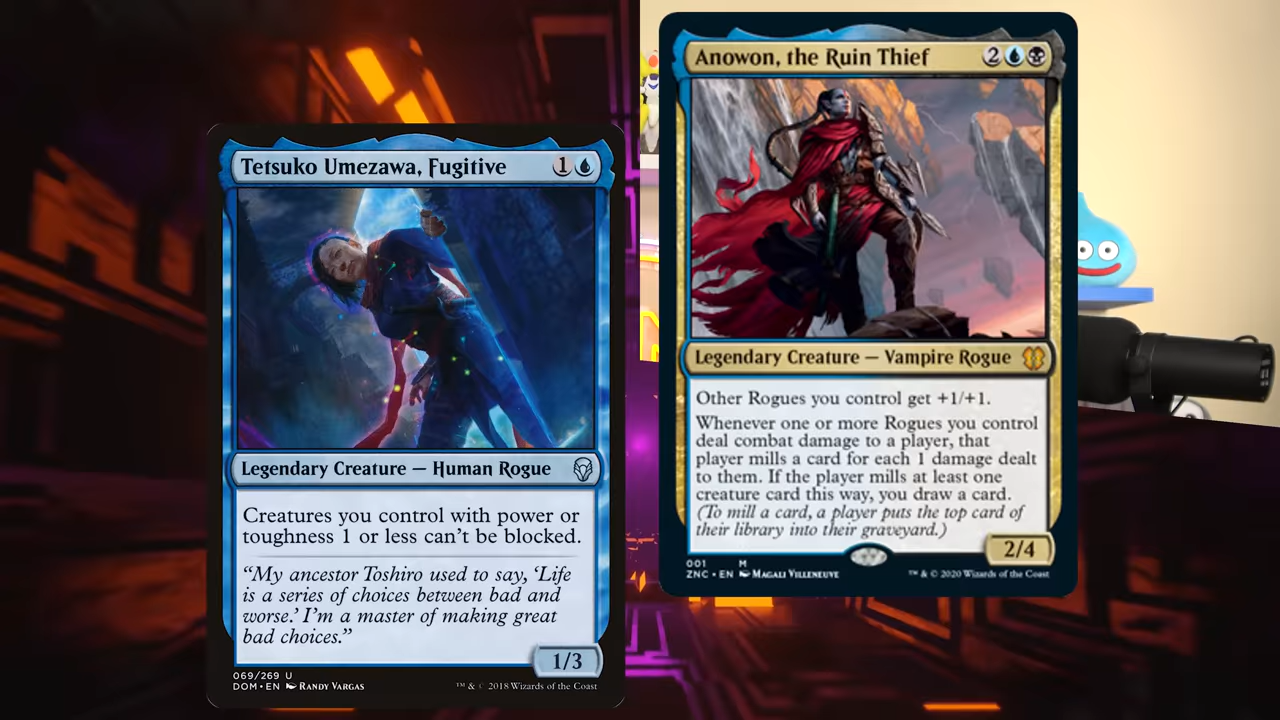 Tetsuko Umezawa, Fugitive
1
Legendary Creature — Human Rogue
Creatures you control with power or
toughness 1 or less can't be blocked.
“My ancestor Toshiro used to say, ‘Life
is a series of choices between bad and
worse.’ I'm a master of making great
bad choices.”
1/3
069/269 U
DOM • EN Randy Vargas
™ & © 2018 Wizards of the Coast
Anowon, the Ruin Thief
2
Legendary Creature — Vampire Rogue
Other Rogues you control get +1/+1.
Whenever one or more Rogues you control
deal combat damage to a player, that
player mills a card for each 1 damage dealt
to them. If the player mills at least one
creature card this way, you draw a card.
(To mill a card, a player puts the top card of
their library into their graveyard.)
2/4
001 M
ZNC • EN Magali Villeneuve
™ & © 2020 Wizards of the Coast